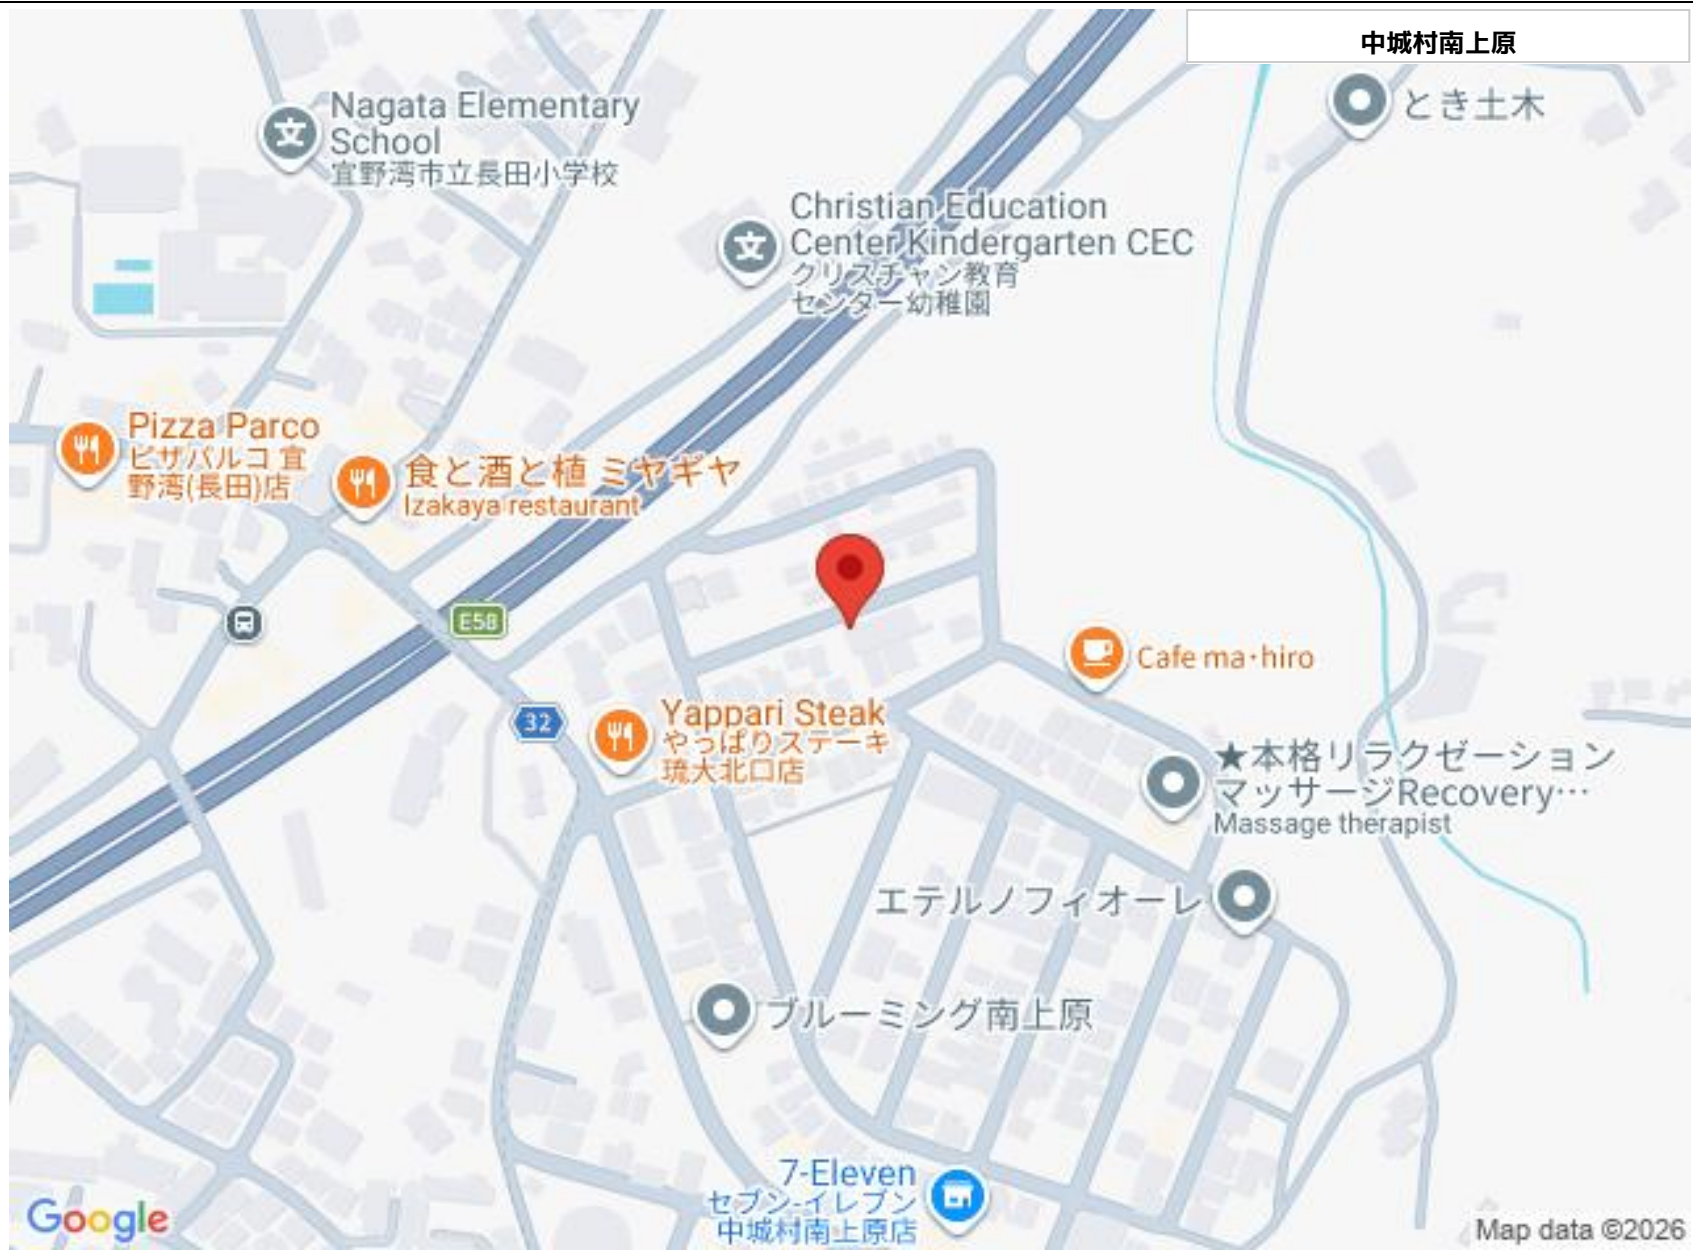 中城村南上原
とき土木
Nagata Elementary
School
宜野湾市立長田小学校
Christian Education
Center Kindergarten CEC
クリスチャン教育
センター幼稚園
Pizza Parco
ピザパルコ 宜
野湾(長田)店
食と酒と植 ミヤギヤ
Izakaya restaurant
E58
Cafe ma・hiro
32
Yappari Steak
やっぱりステーキ
琉大北口店
★本格リラクゼーション
マッサージRecovery…
Massage therapist
エテルノフィオーレ
ブルーミング南上原
7-Eleven
セブン-イレブン
中城村南上原店
Google
Map data ©2026